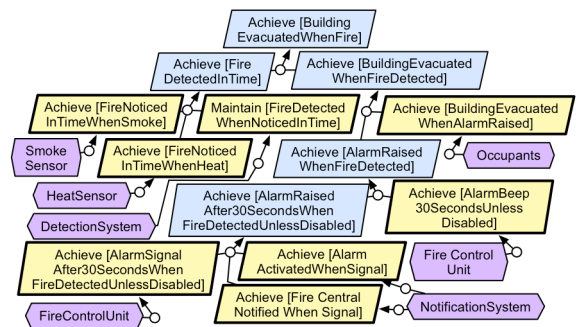 Achieve [Building
EvacuatedWhenFire]
Achieve [Fire
DetectedInTime]
Achieve [BuildingEvacuated
WhenFireDetected]
Achieve [FireNoticed
InTimeWhenSmoke]
Maintain [FireDetected
WhenNoticedInTime]
Achieve [BuildingEvacuated
WhenAlarmRaised]
Smoke
Sensor
Achieve [FireNoticed
InTimeWhenHeat]
Achieve [AlarmRaised
WhenFireDetected]
Occupants
HeatSensor
DetectionSystem
Achieve [AlarmRaised
After30SecondsWhen
FireDetectedUnlessDisabled]
Achieve [AlarmBeep
30SecondsUnless
Disabled]
Achieve [AlarmSignal
After30SecondsWhen
FireDetectedUnlessDisabled]
Achieve [Alarm
ActivatedWhenSignal]
Fire Control
Unit
Achieve [Fire Central
Notified When Signal]
FireControlUnit
NotificationSystem